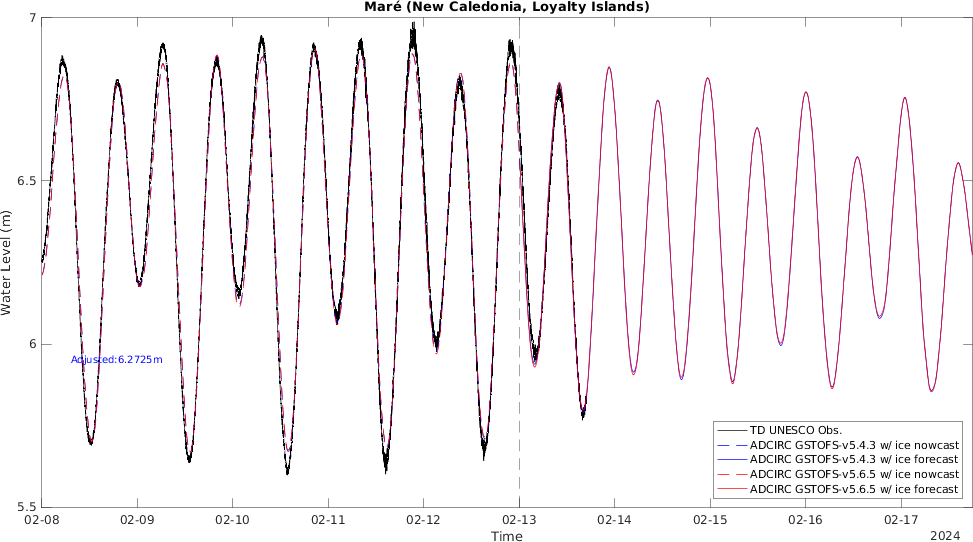 Maré (New Caledonia, Loyalty Islands)
7
6.5
6
5.5
Water Level (m)
Adjusted:6.2725m
TD UNESCO Obs.
ADCIRC GSTOFS-v5.4.3 w/ ice nowcast
ADCIRC GSTOFS-v5.4.3 w/ ice forecast
ADCIRC GSTOFS-v5.6.5 w/ ice nowcast
ADCIRC GSTOFS-v5.6.5 w/ ice forecast
02-08 02-09 02-10 02-11 02-12 02-13 02-14 02-15 02-16 02-17
Time
2024